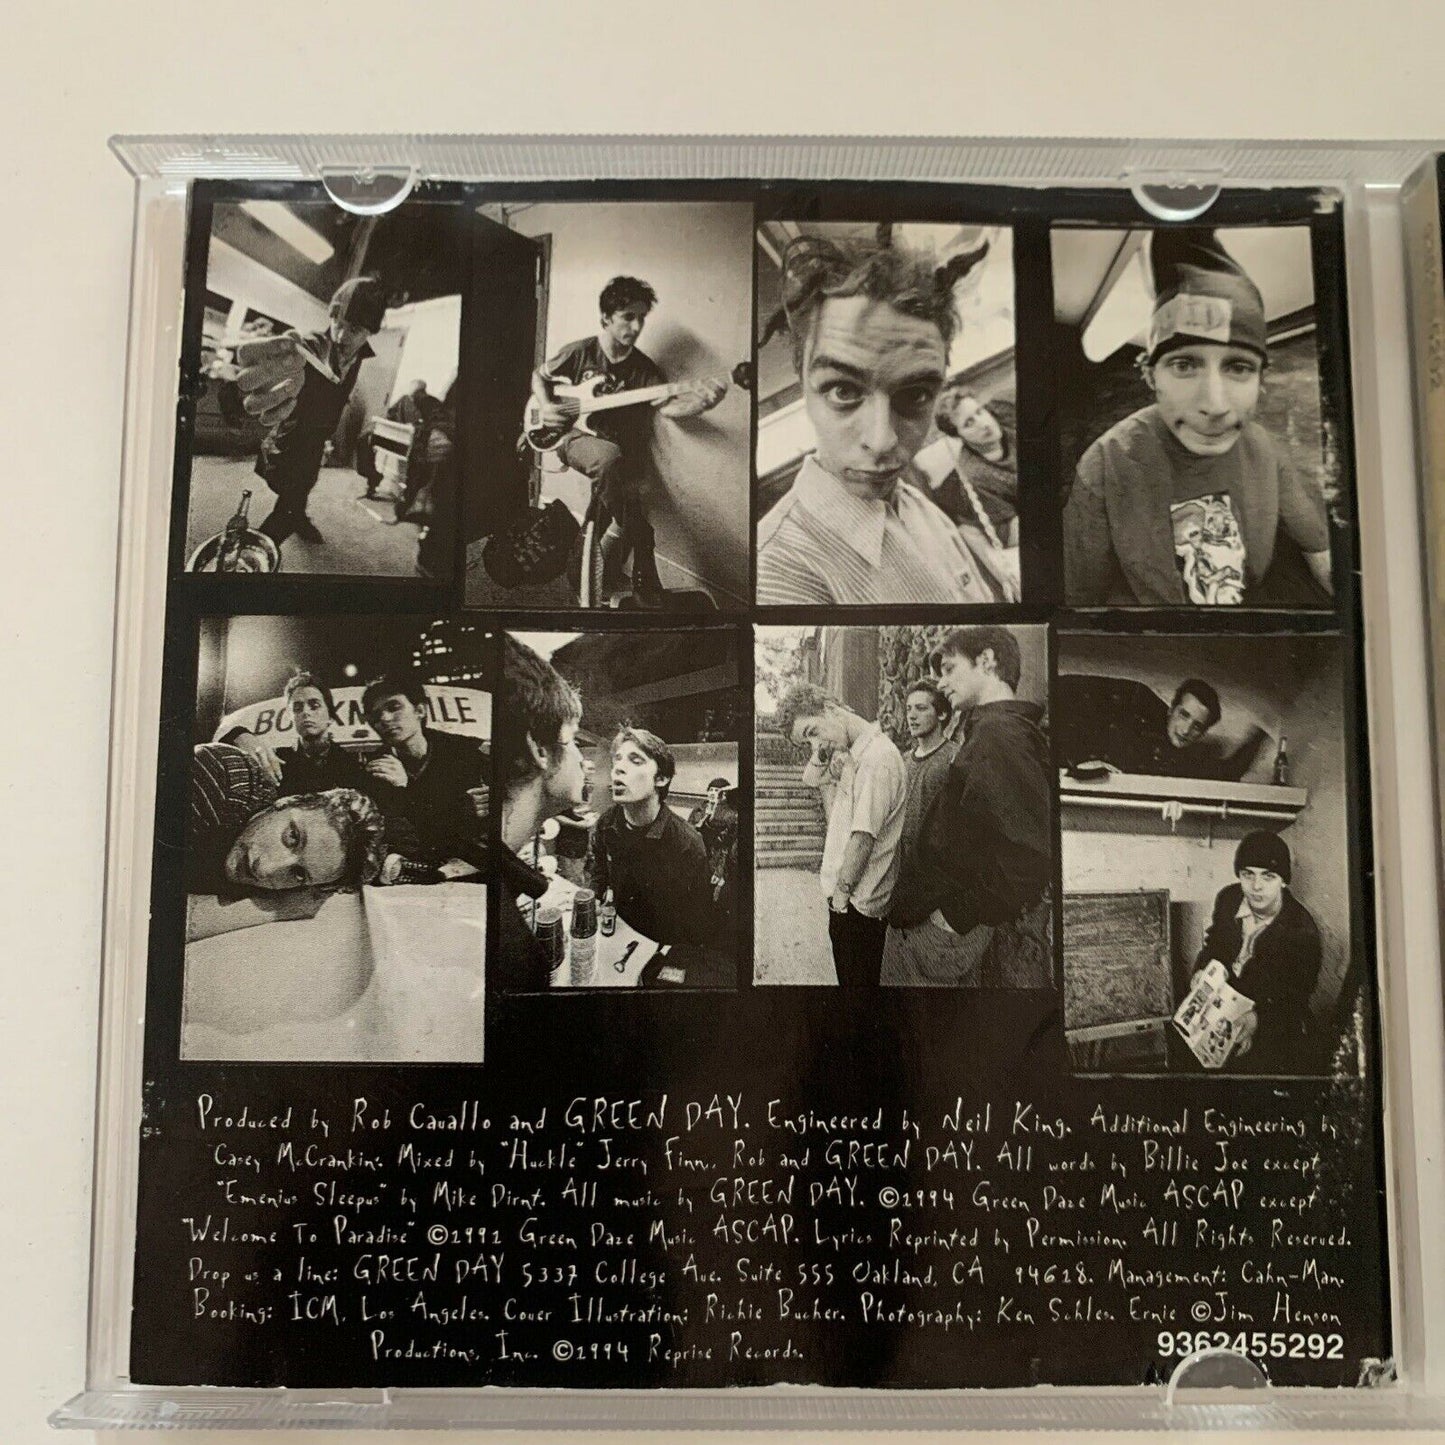 BO KM ILE
Produced by Rob Cavallo and GREEN DAY. Engineered by Neil King. Additional Engineering by
"Casey McCrankin". Mixed by "Huckle" Jerry Finn, Rob and GREEN DAY. All words by Billie Joe except
"Emenius Sleepus" by Mike Dirnt. All music by GREEN DAY. ©1994 Green Daze Music ASCAP except
"Welcome To Paradise" ©1991 Green Daze Music ASCAP. Lyrics Reprinted by Permission. All Rights Reserved.
Drop us a line: GREEN DAY 5337 College Ave. Suite 555 Oakland, CA 94618. Management: Cahn-Man.
Booking: ICM, Los Angeles. Cover Illustration: Richie Bucher. Photography: Ken Schles. Ernie ©Jim Henson
Productions, Inc. ©1994 Reprise Records.
9362455292